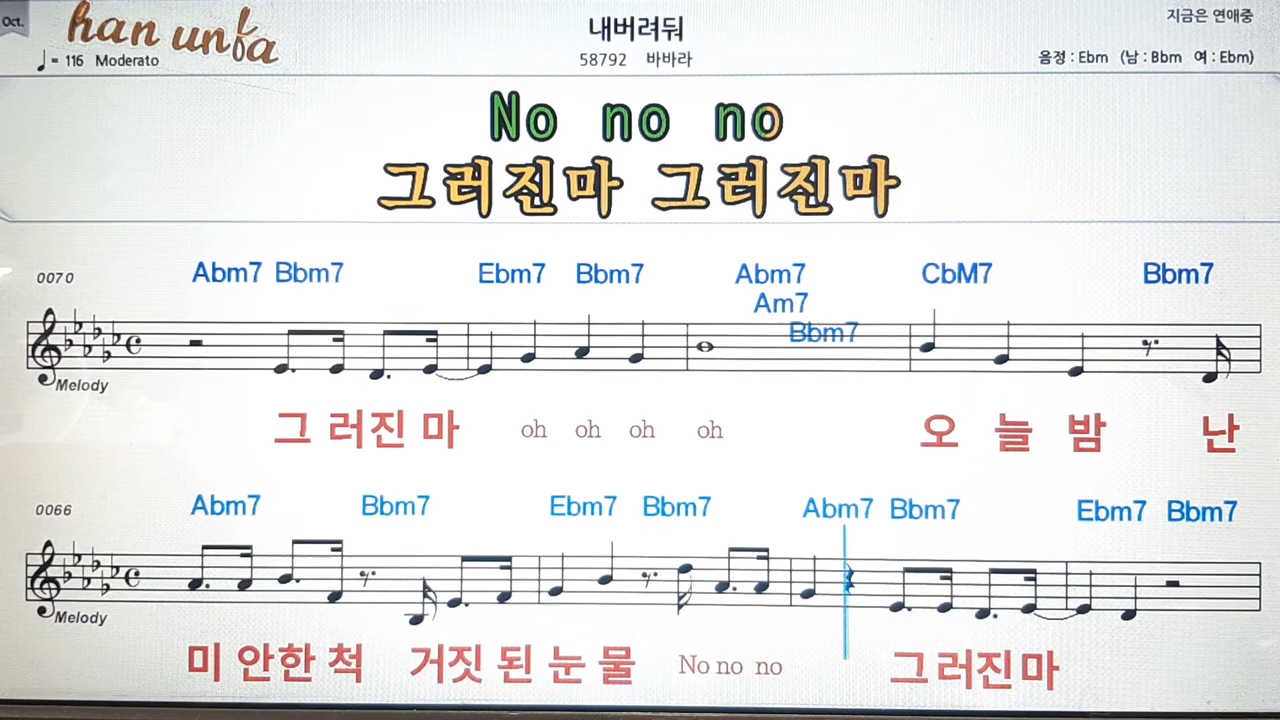 Oct.
han unfa
♩ = 116 Moderato
내버려둬
58792 바바라
지금은 연애중
음정 : Ebm (남 : Bbm 여 : Ebm)
No no no
그러진마 그러진마
0070
Abm7 Bbm7 Ebm7 Bbm7 Abm7 CbM7 Bbm7
Am7
Bbm7
Melody
그 러진 마 oh oh oh oh 오 늘 밤 난
0066
Abm7 Bbm7 Ebm7 Bbm7 Abm7 Bbm7 Ebm7 Bbm7
Melody
미 안한 척 거짓 된 눈 물 No no no 그러진마